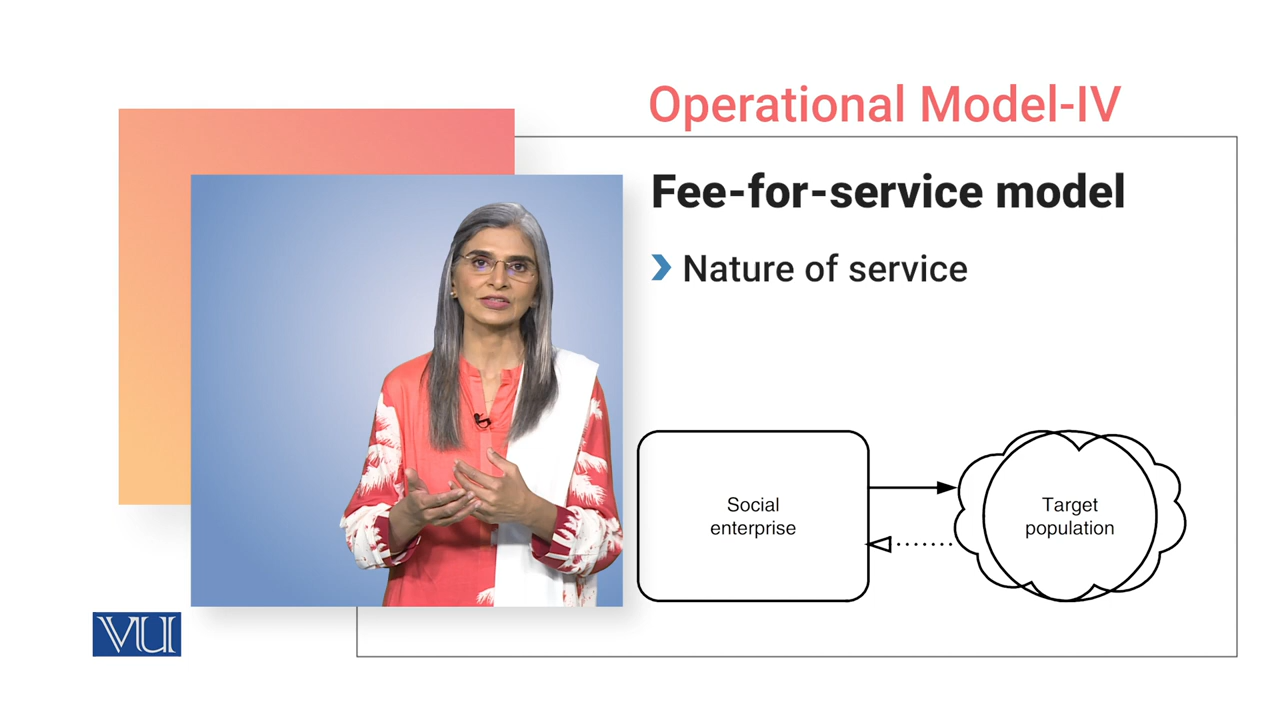 Operational Model-IV
Fee-for-service model
Nature of service
Social
enterprise
Target
population
VU